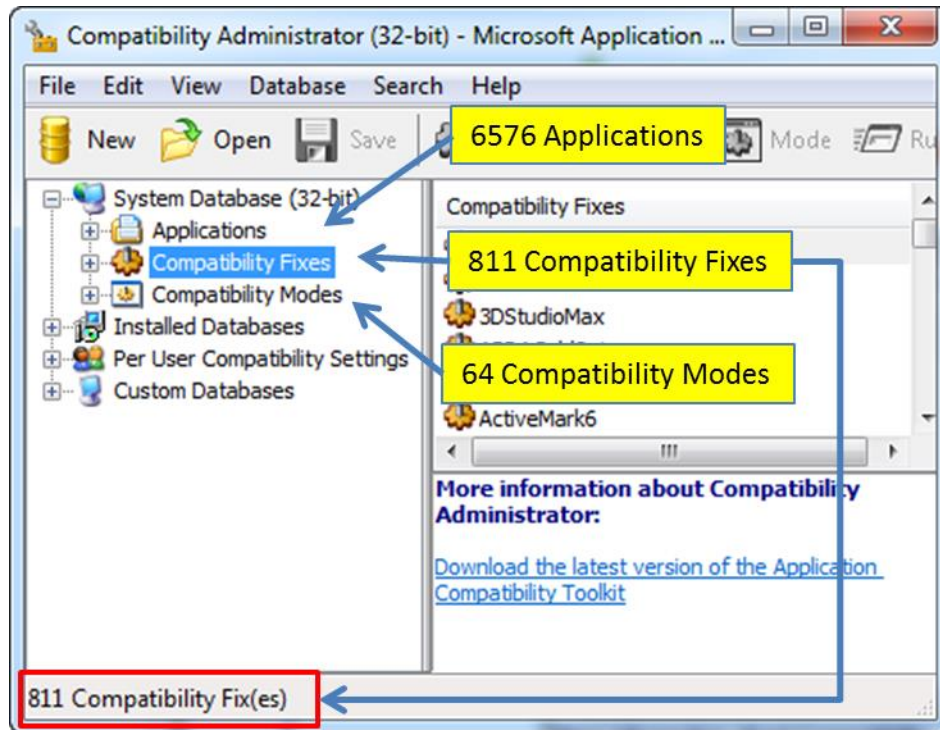 Compatibility Administrator (32-bit) - Microsoft Application ...
File Edit View Database Search Help
New Open Save Mode Ru
6576 Applications
System Database (32-bit)
Applications
Compatibility Fixes
Compatibility Modes
Installed Databases
Per User Compatibility Settings
Custom Databases
Compatibility Fixes
811 Compatibility Fixes
3DStudioMax
64 Compatibility Modes
ActiveMark6
More information about Compatibility
Administrator:
Download the latest version of the Application
Compatibility Toolkit
811 Compatibility Fix(es)